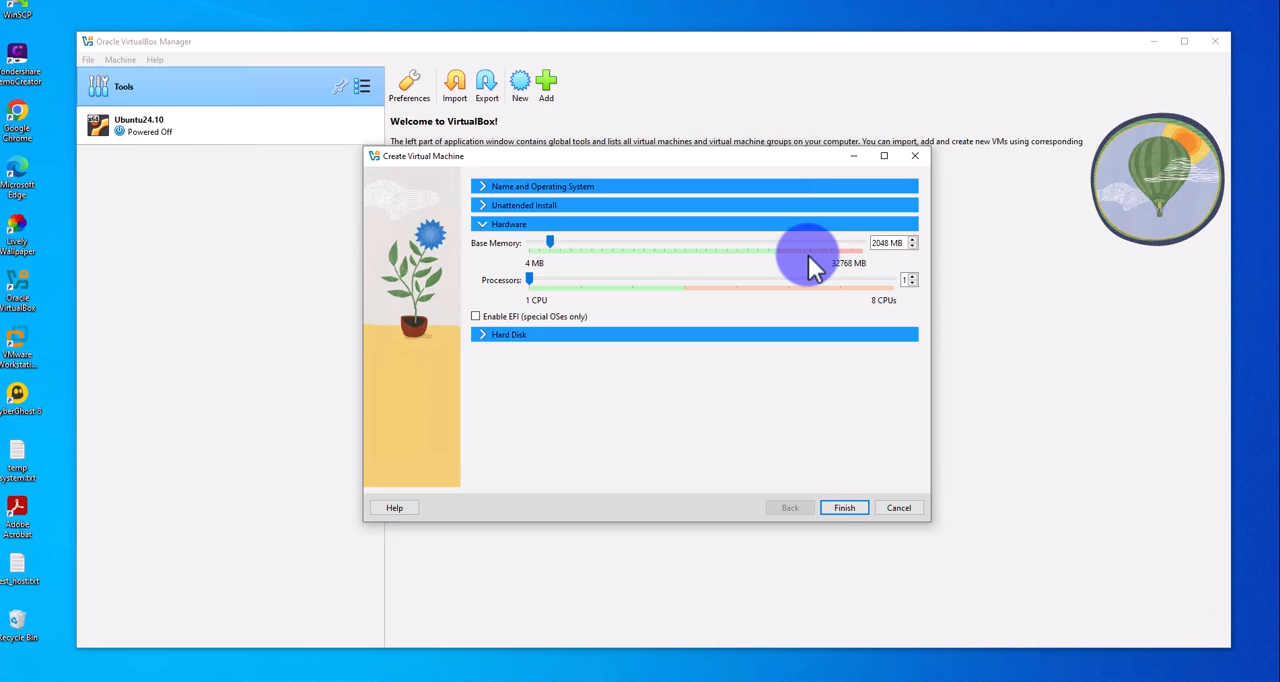 WinSCP
Oracle VirtualBox Manager
File Machine Help
ondershare
emoCreator
Tools
Preferences Import Export New Add
Ubuntu24.10
Powered Off
Welcome to VirtualBox!
The left part of application window contains global tools and lists all virtual machines and virtual machine groups on your computer. You can import, add and create new VMs using corresponding
Google
Chrome
Create Virtual Machine
Name and Operating System
Microsoft
Edge
Unattended Install
Hardware
Base Memory: 2048 MB
4 MB 32768 MB
Lively
Wallpaper
Processors: 1
1 CPU 8 CPUs
Oracle
VirtualBox
Enable EFI (special OSes only)
Hard Disk
VMware
Workstati...
yberGhost 8
temp
system.txt
Help Back Finish Cancel
Adobe
Acrobat
est_host.txt
Recycle Bin